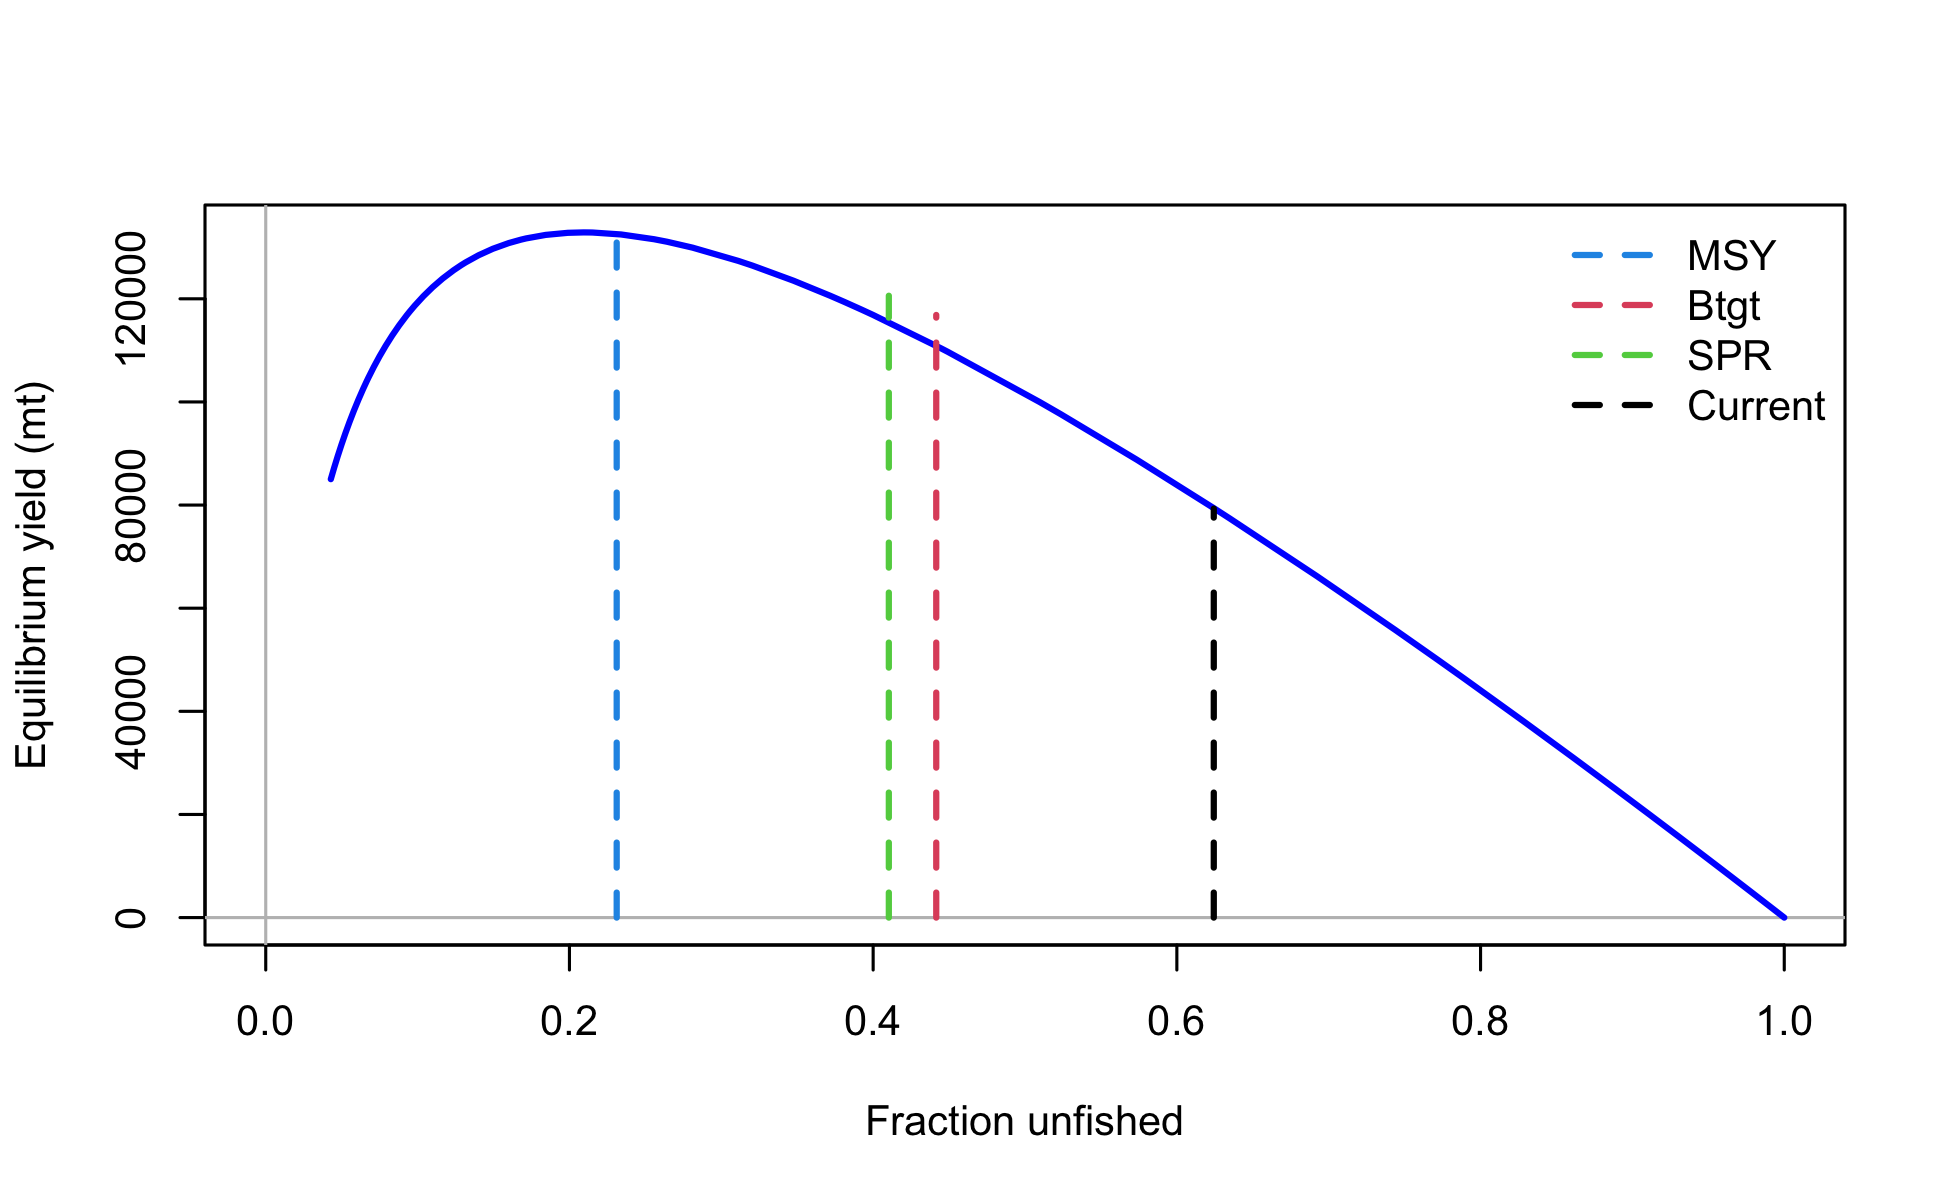 MSY
Btgt
SPR
Current
Equilibrium yield (mt)
120000
80000
40000
0
0.0 0.2 0.4 0.6 0.8 1.0
Fraction unfished